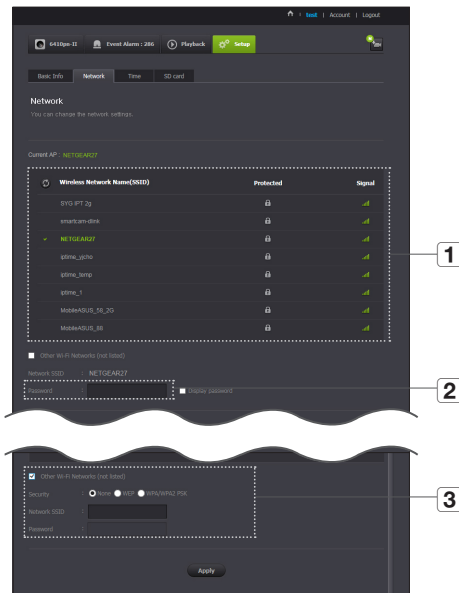 test | Account | Logout
6410pn-II Event Alarm : 286 Playback Setup
Basic Info Network Time SD card
Network
You can change the network settings.
Current AP : NETGEAR27
Wireless Network Name(SSID) Protected Signal
SYG IPT 2g
smartcam-dlink
NETGEAR27
iptime_yjcho
iptime_temp
iptime_1
MobileASUS_5G_2G
MobileASUS_88
1
Other Wi-Fi Networks (not listed)
Network SSID : NETGEAR27
Password : Display password
2
Other Wi-Fi Networks (not listed)
Security : None WEP WPA/WPA2 PSK
Network SSID :
Password :
3
Apply